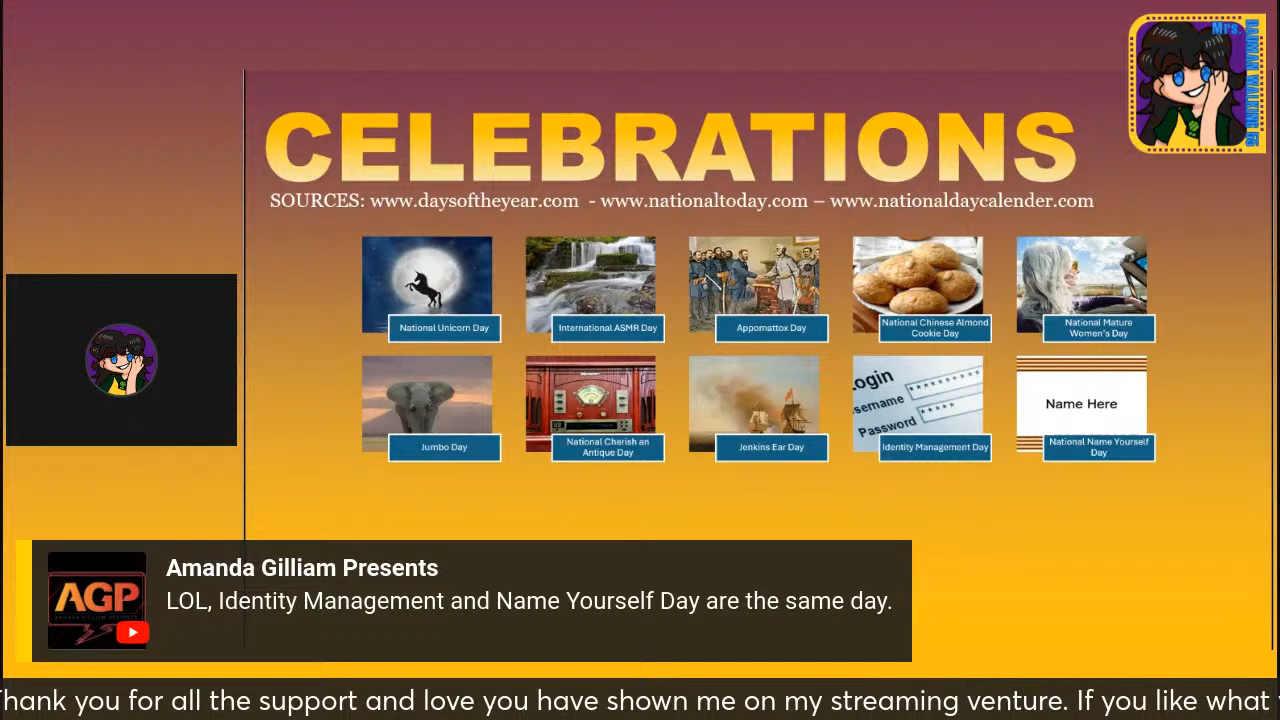 Mrs.
DADMAN WALKING 55
CELEBRATIONS
SOURCES: www.daysoftheyear.com - www.nationaltoday.com – www.nationaldaycalender.com
National Unicorn Day
International ASMR Day
Appomattox Day
National Chinese Almond
Cookie Day
National Mature
Women's Day
Jumbo Day
National Cherish an
Antique Day
Jenkins Ear Day
Login
Username
Password
Identity Management Day
Name Here
National Name Yourself
Day
AGP
Amanda Gilliam Presents
LOL, Identity Management and Name Yourself Day are the same day.
Thank you for all the support and love you have shown me on my streaming venture. If you like what